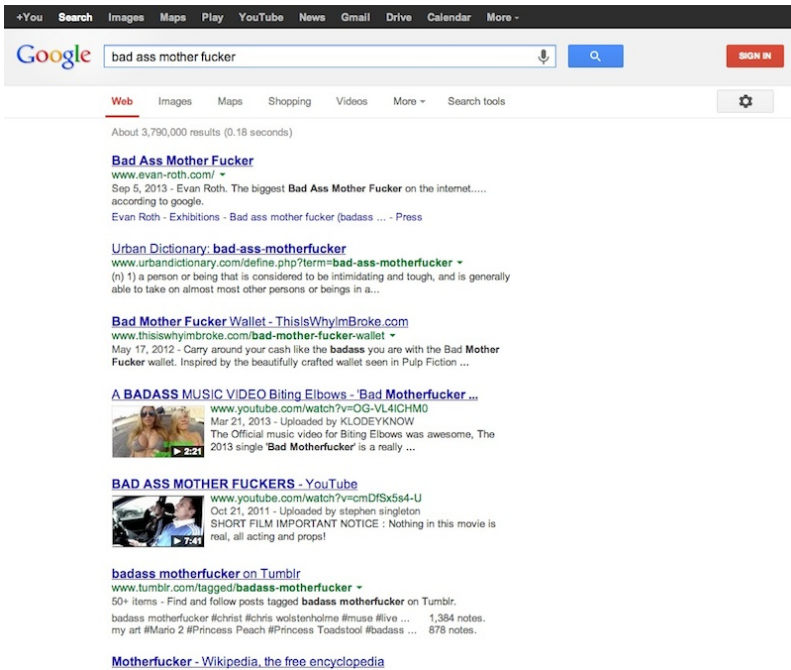 +You Search Images Maps Play YouTube News Gmail Drive Calendar More
Google bad ass mother fucker SIGN IN
Web Images Maps Shopping Videos More Search tools
About 3,790,000 results (0.18 seconds)
Bad Ass Mother Fucker
www.evan-roth.com/
Sep 5, 2013 - Evan Roth. The biggest Bad Ass Mother Fucker on the internet.....
according to google.
Evan Roth - Exhibitions - Bad ass mother fucker (badass ... - Press
Urban Dictionary: bad-ass-motherfucker
www.urbandictionary.com/define.php?term=bad-ass-motherfucker
(n) 1) a person or being that is considered to be intimidating and tough, and is generally
able to take on almost most other persons or beings in a...
Bad Mother Fucker Wallet - ThisIsWhyImBroke.com
www.thisiswhyimbroke.com/bad-mother-fucker-wallet
May 17, 2012 - Carry around your cash like the badass you are with the Bad Mother
Fucker wallet. Inspired by the beautifully crafted wallet seen in Pulp Fiction ...
A BADASS MUSIC VIDEO Biting Elbows - 'Bad Motherfucker ...
www.youtube.com/watch?v=OG-VL4ICHM0
Mar 21, 2013 - Uploaded by KLODEYKNOW
The Official music video for Biting Elbows was awesome, The
2013 single 'Bad Motherfucker' is a really ...
2:21
BAD ASS MOTHER FUCKERS - YouTube
www.youtube.com/watch?v=cmDfSx5s4-U
Oct 21, 2011 - Uploaded by stephen singleton
SHORT FILM IMPORTANT NOTICE : Nothing in this movie is
real, all acting and props!
7:41
badass motherfucker on Tumblr
www.tumblr.com/tagged/badass-motherfucker
50+ items - Find and follow posts tagged badass motherfucker on Tumblr.
badass motherfucker #christ #chris wolstenholme #muse #live ... 1,384 notes.
my art #Mario 2 #Princess Peach #Princess Toadstool #badass ... 878 notes.
Motherfucker - Wikipedia, the free encyclopedia